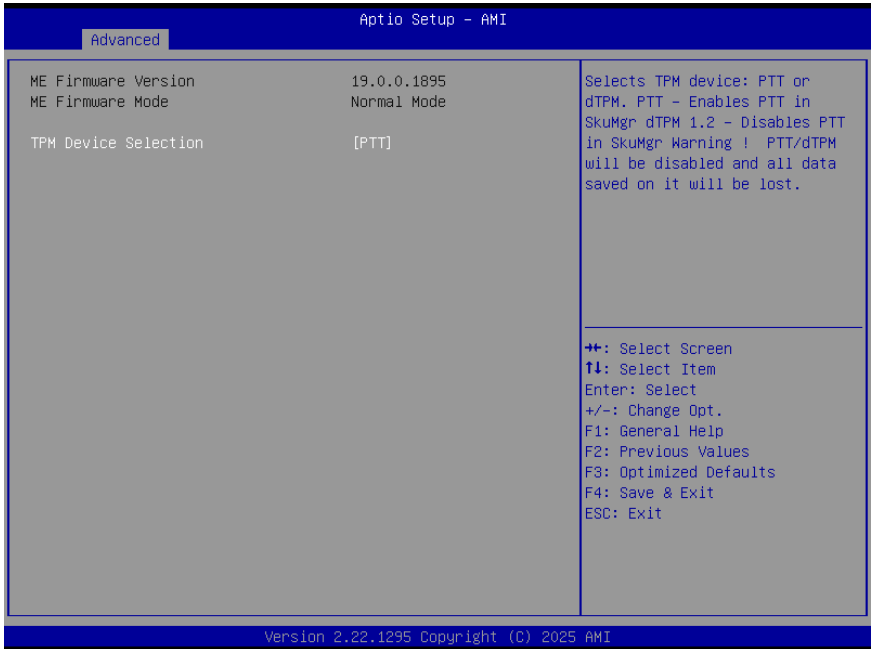 Aptio Setup – AMI
Advanced
ME Firmware Version 19.0.0.1895
ME Firmware Mode Normal Mode
TPM Device Selection [PTT]
Selects TPM device: PTT or
dTPM. PTT – Enables PTT in
SkuMgr dTPM 1.2 – Disables PTT
in SkuMgr Warning ! PTT/dTPM
will be disabled and all data
saved on it will be lost.
→←: Select Screen
↑↓: Select Item
Enter: Select
+/-: Change Opt.
F1: General Help
F2: Previous Values
F3: Optimized Defaults
F4: Save & Exit
ESC: Exit
Version 2.22.1295 Copyright (C) 2025 AMI